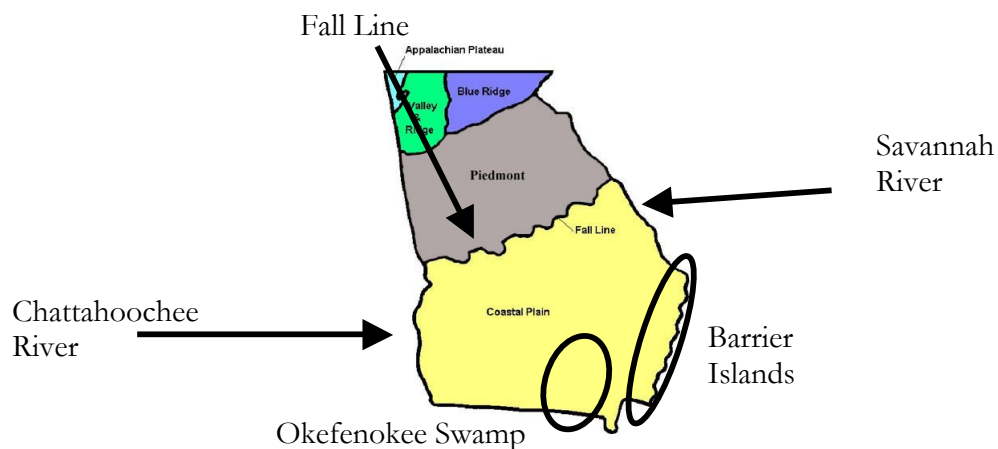 Fall Line
Appalachian Plateau
Valley
&
Ridge
Blue Ridge
Savannah
River
Piedmont
Fall Line
Chattahoochee
River
Coastal Plain
Barrier
Islands
Okefenokee Swamp